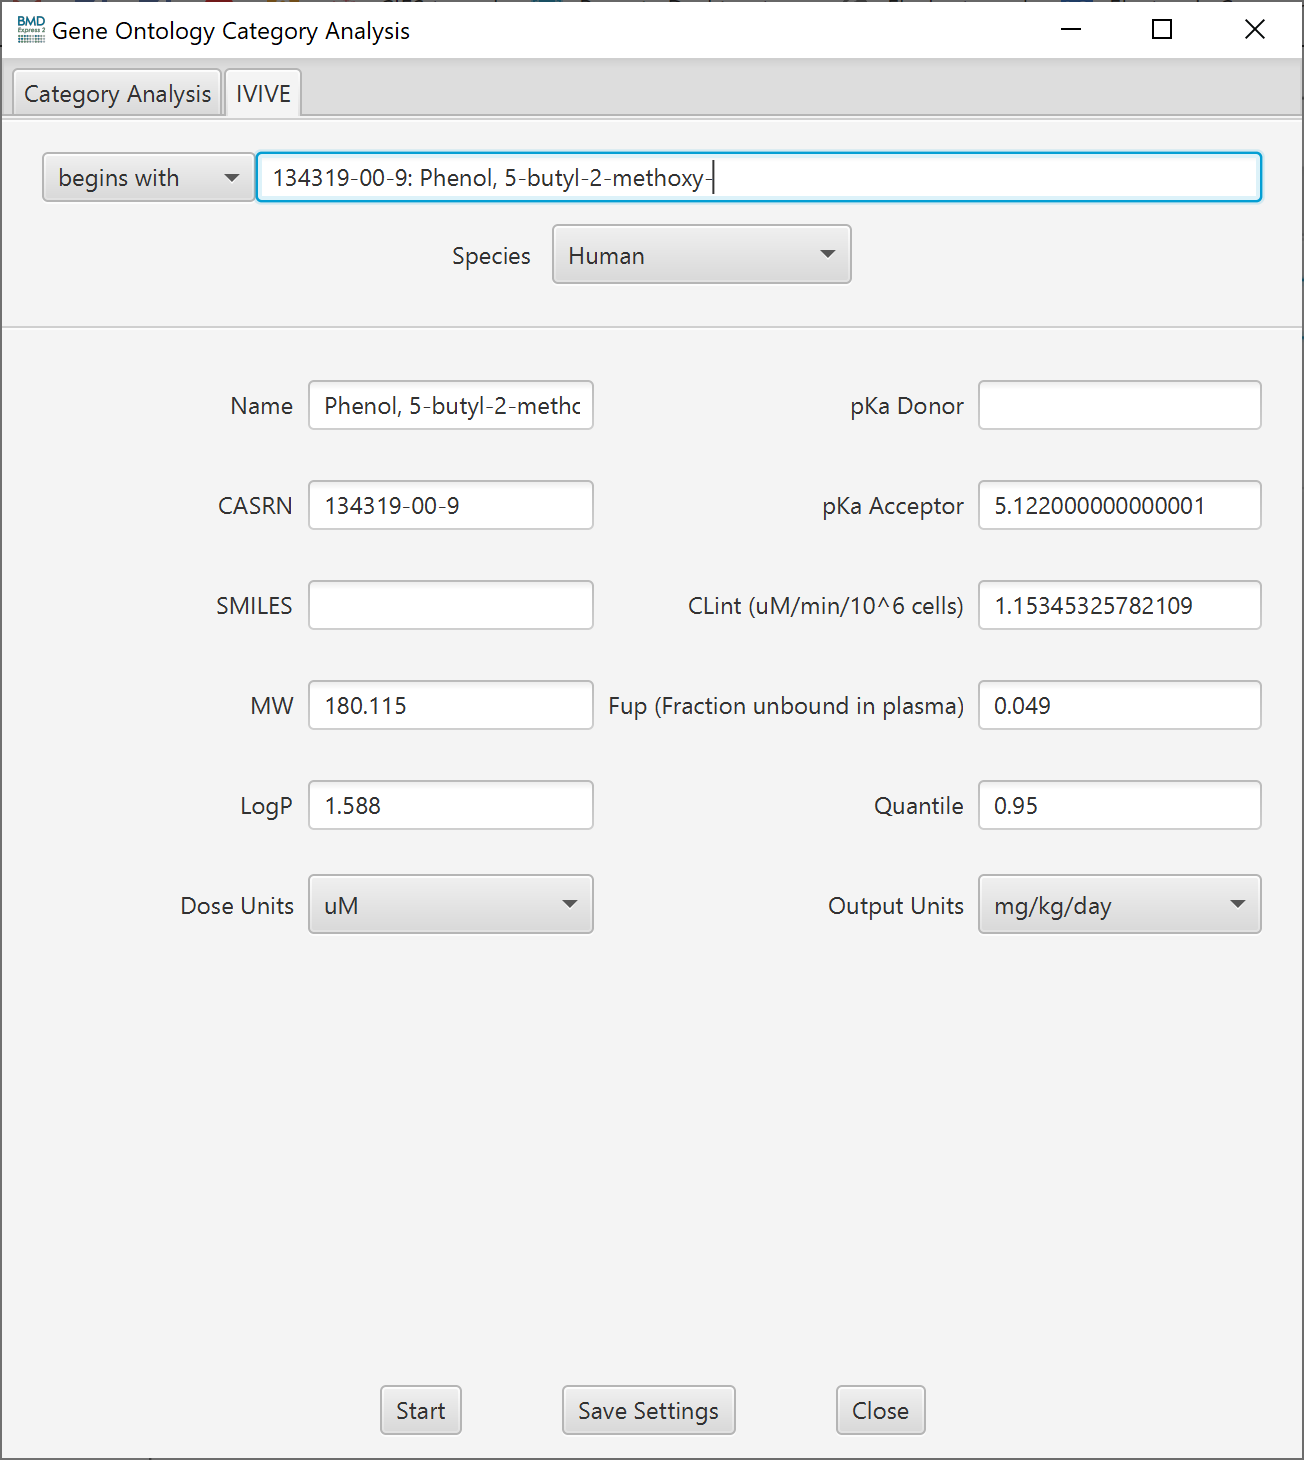 BMD
Express 2
Gene Ontology Category Analysis
Category Analysis
IVIVE
begins with
134319-00-9: Phenol, 5-butyl-2-methoxy-
Species
Human
Name
Phenol, 5-butyl-2-methc
pKa Donor
CASRN
134319-00-9
pKa Acceptor
5.122000000000001
SMILES
CLint (uM/min/10^6 cells)
1.15345325782109
MW
180.115
Fup (Fraction unbound in plasma)
0.049
LogP
1.588
Quantile
0.95
Dose Units
uM
Output Units
mg/kg/day
Start
Save Settings
Close